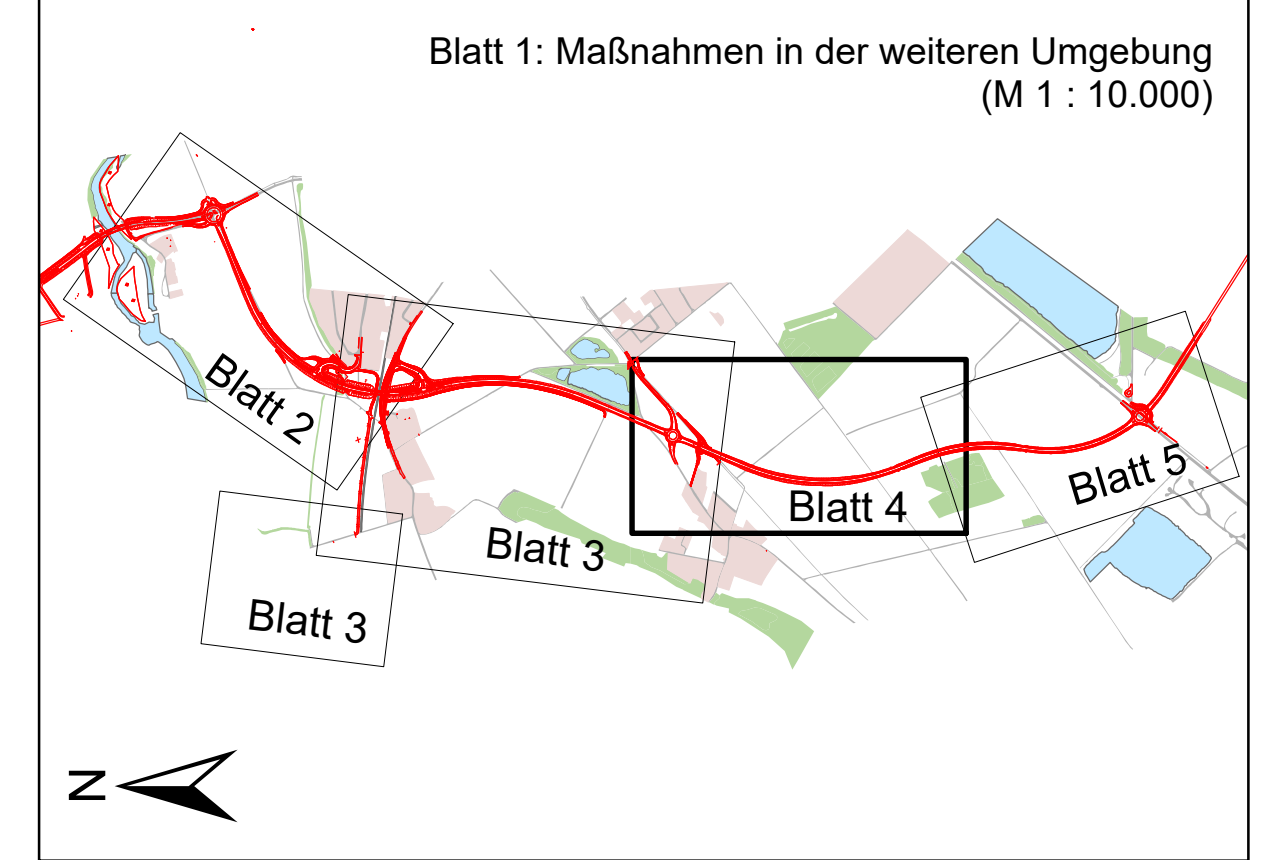 Blatt 1: Maßnahmen in der weiteren Umgebung
(M 1 : 10.000)
Blatt 2
Blatt 3
Blatt 3
Blatt 4
Blatt 5
N